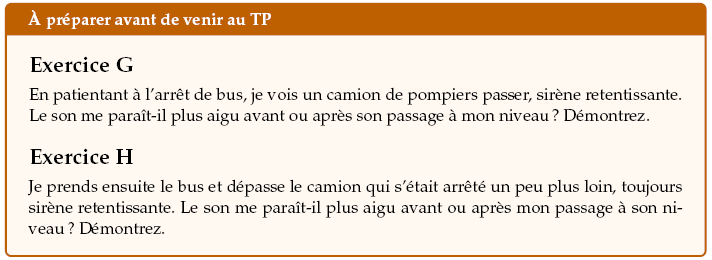 À préparer avant de venir au TP
Exercice G
En patientant à l'arrêt de bus, je vois un camion de pompiers passer, sirène retentissante.
Le son me paraît-il plus aigu avant ou après son passage à mon niveau ? Démontrez.
Exercice H
Je prends ensuite le bus et dépasse le camion qui s'était arrêté un peu plus loin, toujours
sirène retentissante. Le son me paraît-il plus aigu avant ou après mon passage à son ni-
veau ? Démontrez.